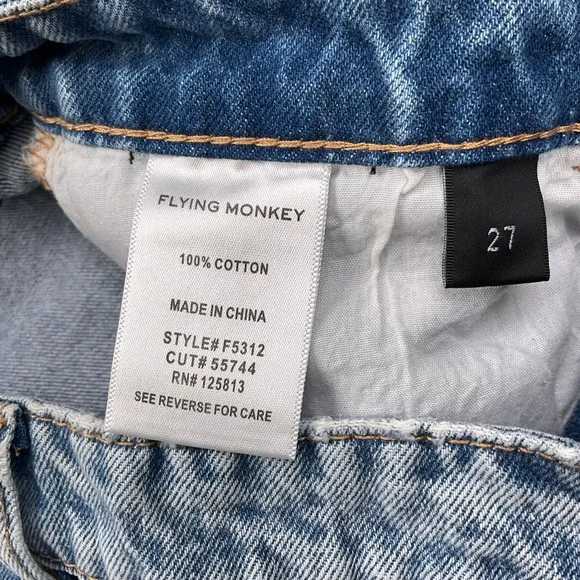 FLYING MONKEY
100% COTTON
MADE IN CHINA
STYLE# F5312
CUT# 55744
RN# 125813
SEE REVERSE FOR CARE
27